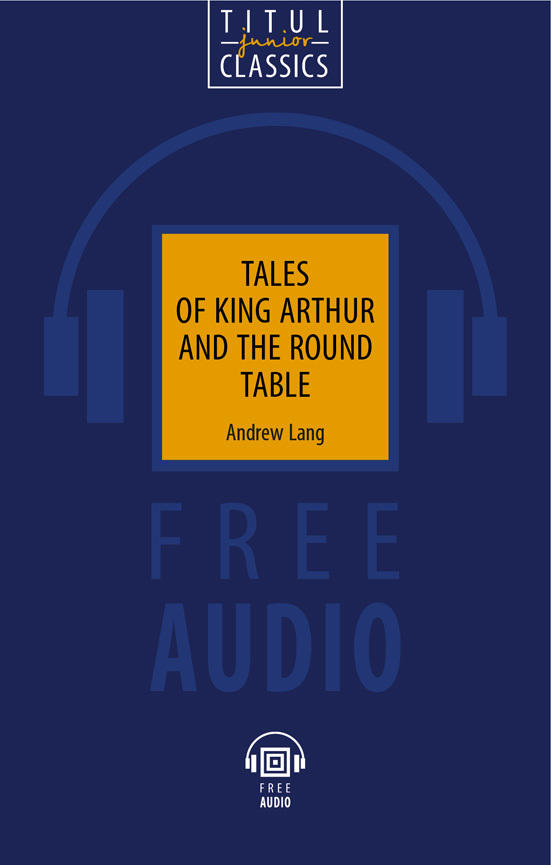 TITUL
junior
CLASSICS
TALES
OF KING ARTHUR
AND THE ROUND
TABLE
Andrew Lang
FREE
AUDIO
FREE
AUDIO